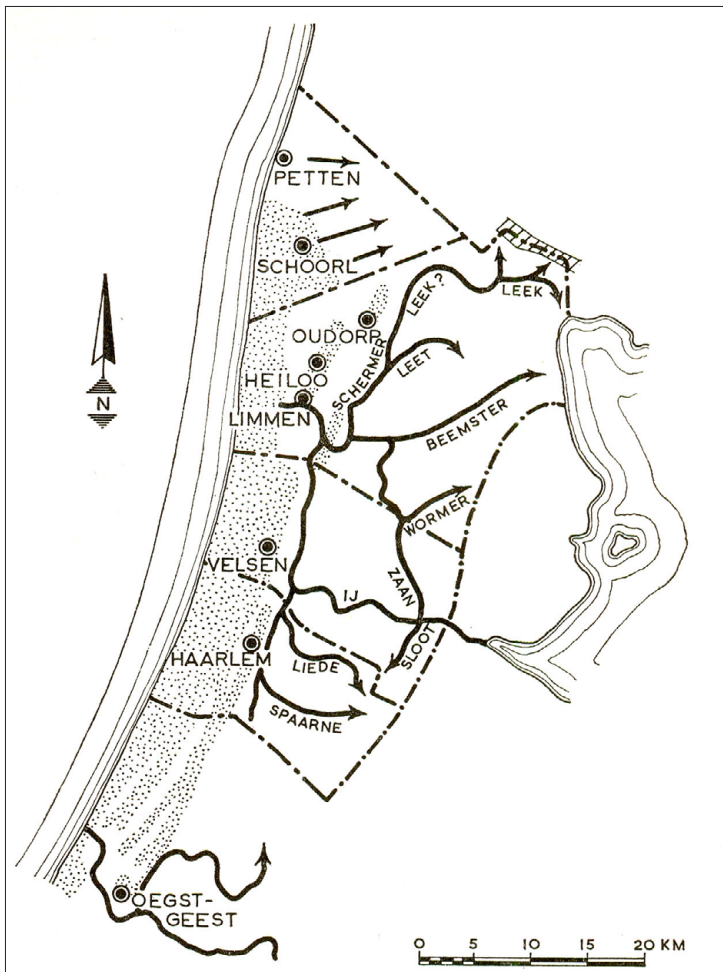 PETTEN
SCHOORL
LEEK?
LEEK
OUDORP
SCHERMER
LEET
HEILOO
LIMMEN
N
BEEMSTER
WORMER
VELSEN
ZAAN
IJ
SLOOT
HAARLEM
LIEDE
SPAARNE
OEGST-
GEEST
0 5 10 15 20 KM